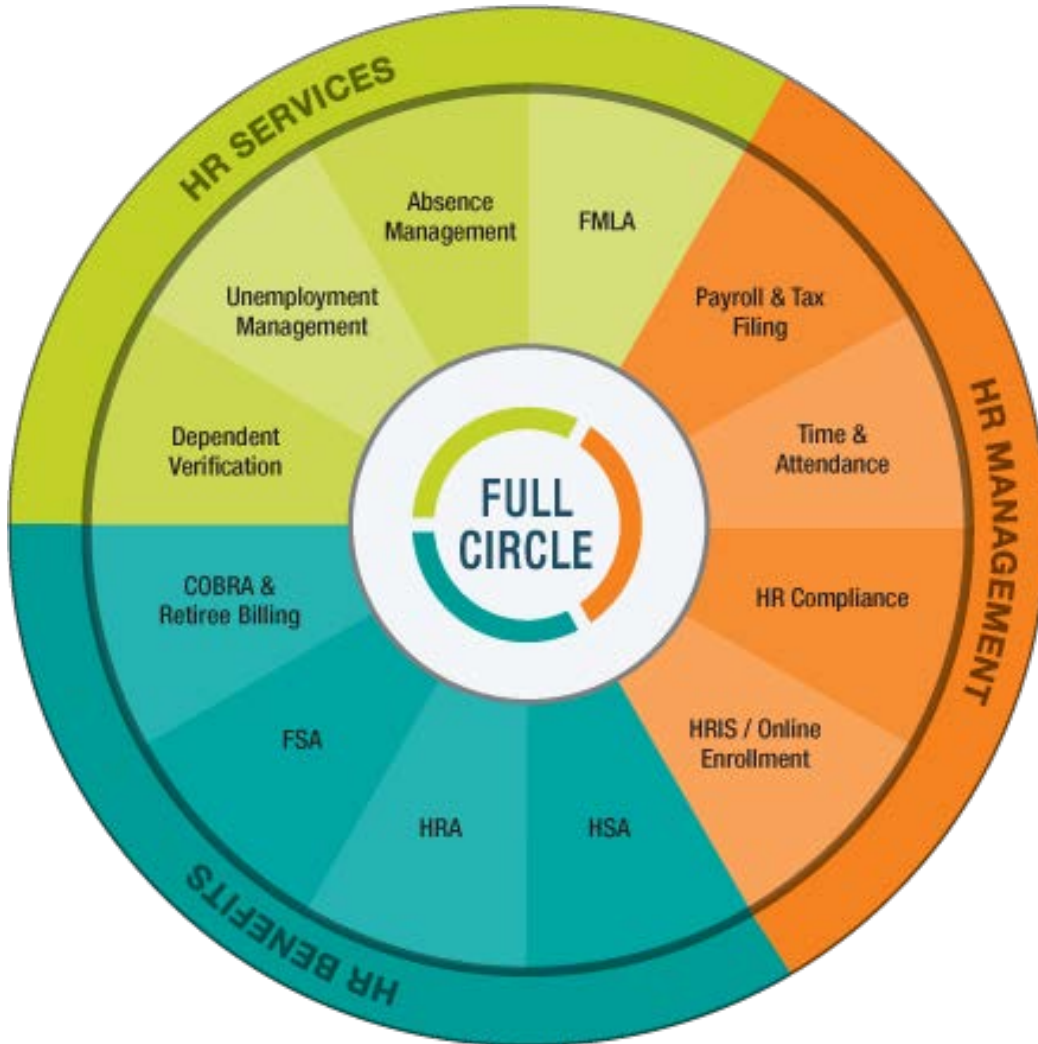 HR SERVICES
Absence
Management
FMLA
Unemployment
Management
Dependent
Verification
HR MANAGEMENT
Payroll & Tax
Filing
Time &
Attendance
HR Compliance
HRIS / Online
Enrollment
FULL
CIRCLE
COBRA &
Retiree Billing
FSA
HRA
HSA
HR BENEFITS